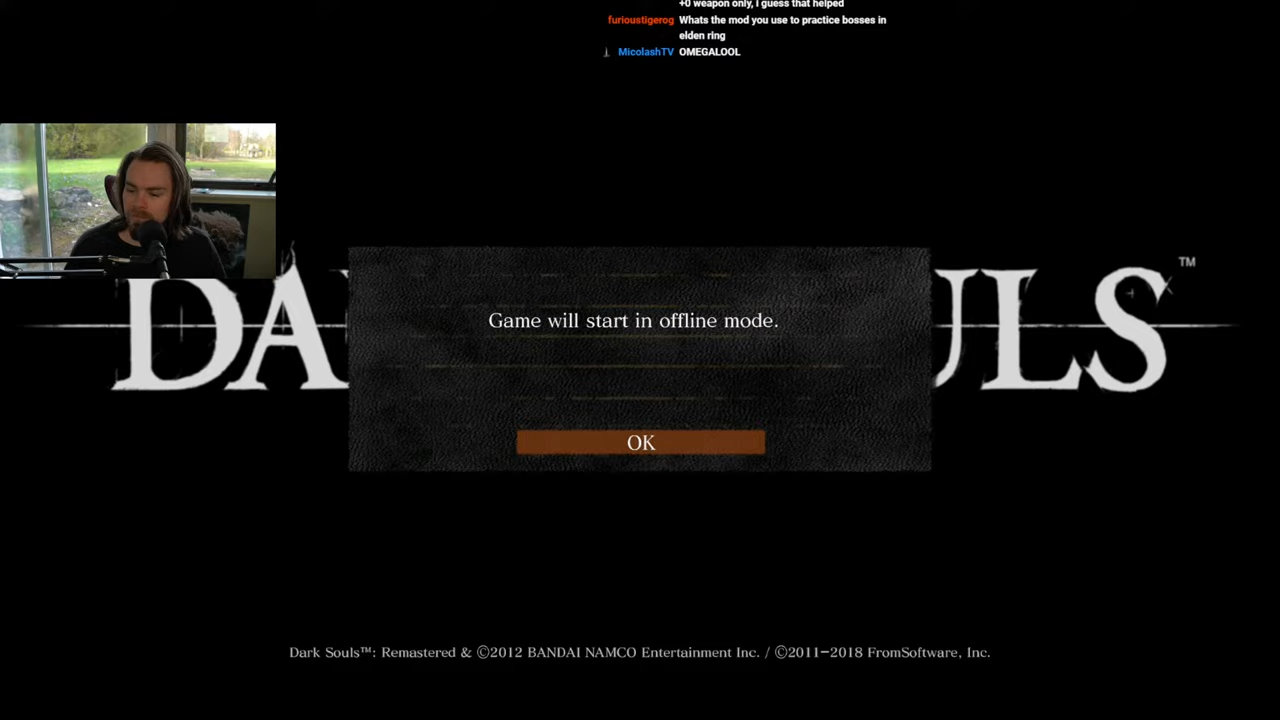 +0 weapon only, I guess that helped
furioustigerog Whats the mod you use to practice bosses in
elden ring
MicolashTV OMEGALOOL
Game will start in offline mode.
OK
ULS
TM
Dark Souls™: Remastered & ©2012 BANDAI NAMCO Entertainment Inc. / ©2011–2018 FromSoftware, Inc.